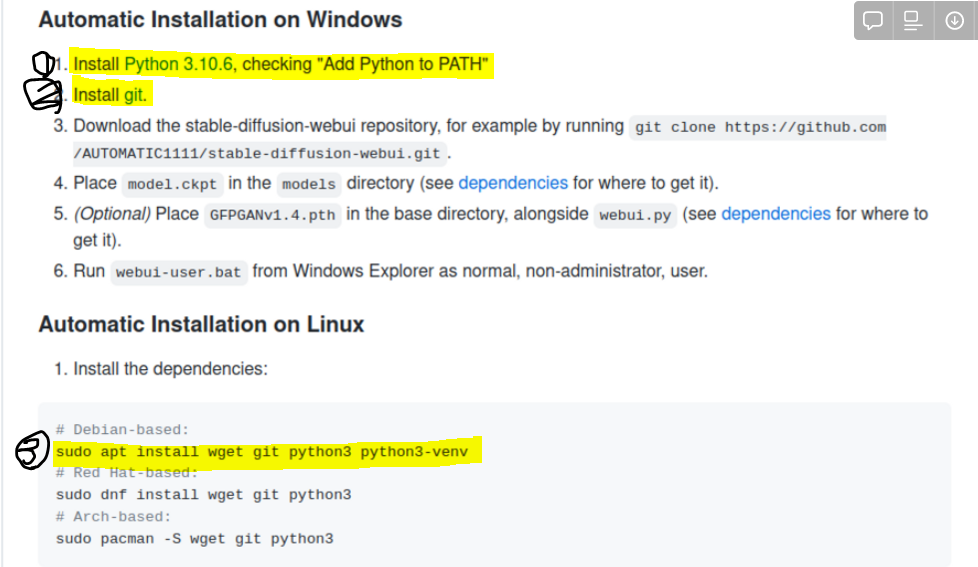 Automatic Installation on Windows
1. Install Python 3.10.6, checking "Add Python to PATH"
2. Install git.
3. Download the stable-diffusion-webui repository, for example by running git clone https://github.com
/AUTOMATIC1111/stable-diffusion-webui.git.
4. Place model.ckpt in the models directory (see dependencies for where to get it).
5. (Optional) Place GFPGANv1.4.pth in the base directory, alongside webui.py (see dependencies for where to
get it).
6. Run webui-user.bat from Windows Explorer as normal, non-administrator, user.
Automatic Installation on Linux
1. Install the dependencies:
# Debian-based:
3 sudo apt install wget git python3 python3-venv
# Red Hat-based:
sudo dnf install wget git python3
# Arch-based:
sudo pacman -S wget git python3